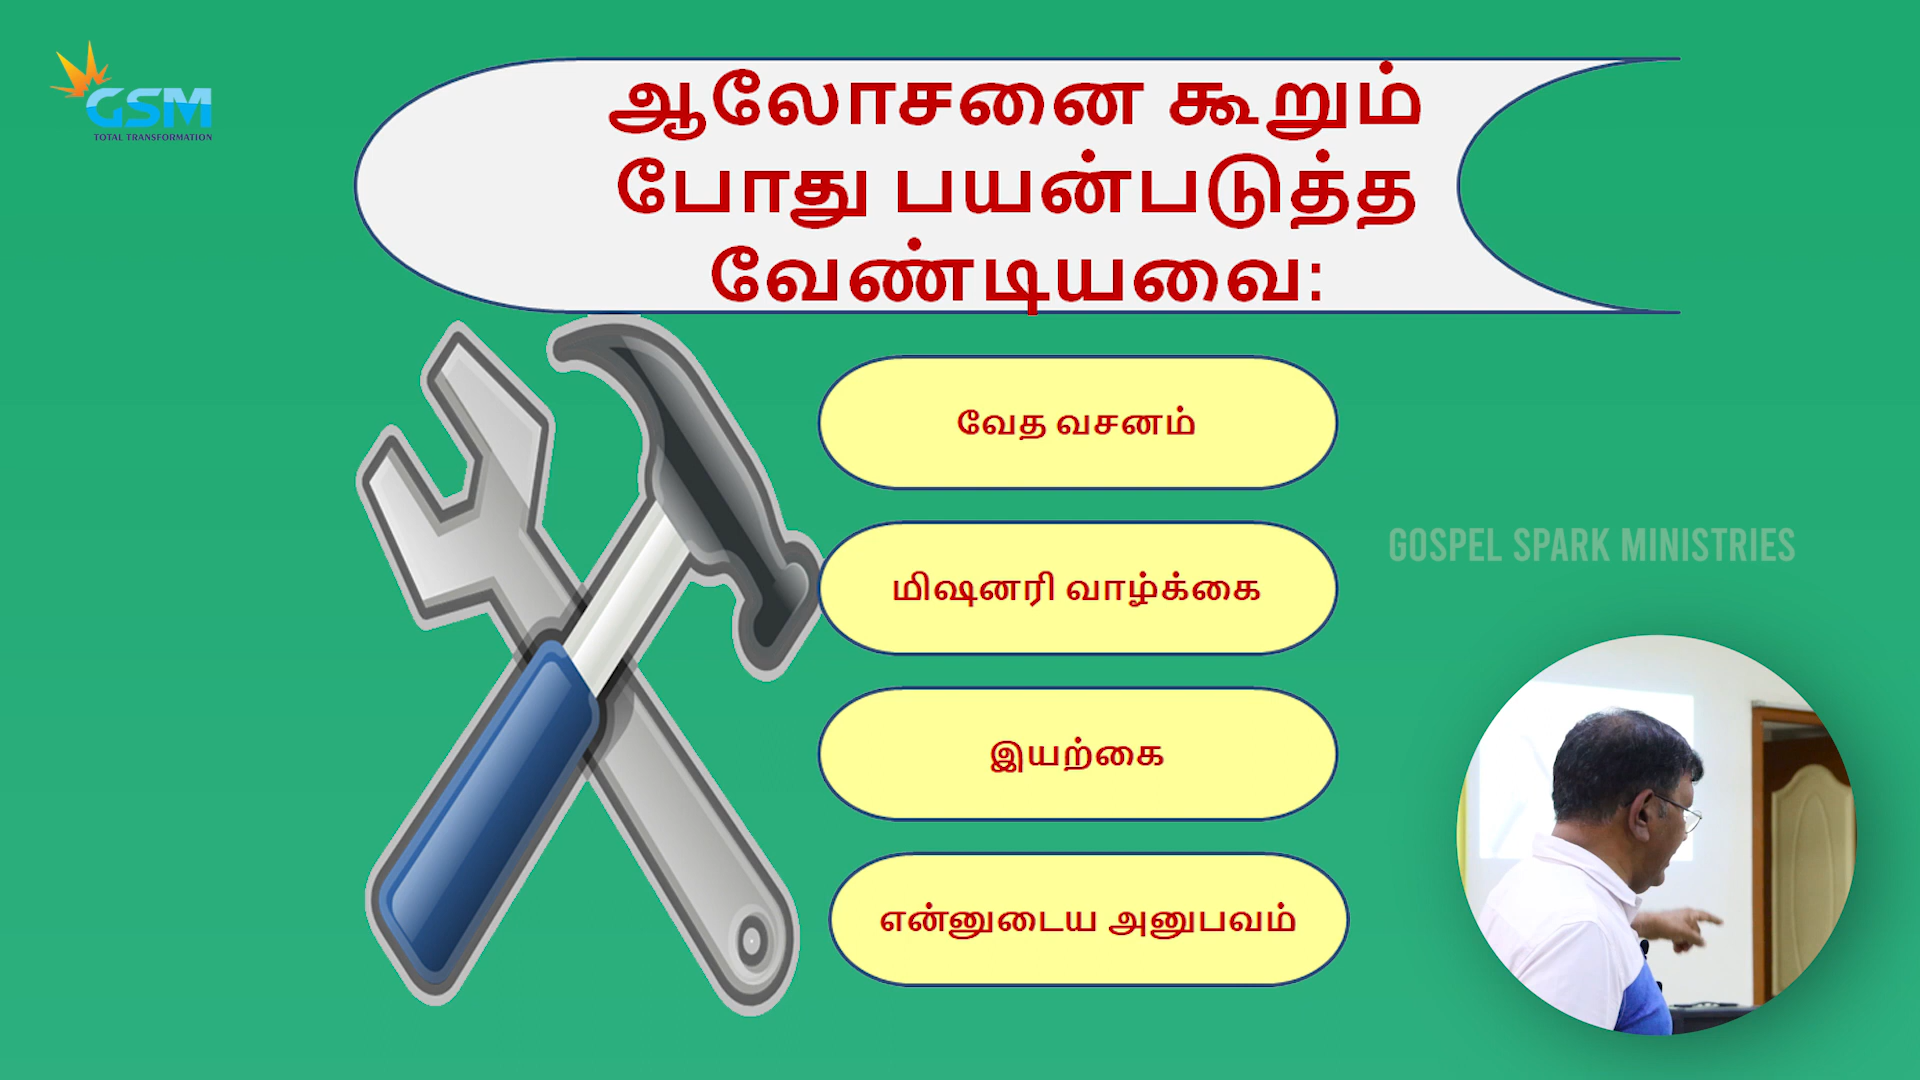 GSM
TOTAL TRANSFORMATION
ஆலோசனை கூறும்
போது பயன்படுத்த
வேண்டியவை:
வேத வசனம்
மிஷனரி வாழ்க்கை
GOSPEL SPARK MINISTRIES
இயற்கை
என்னுடைய அனுபவம்